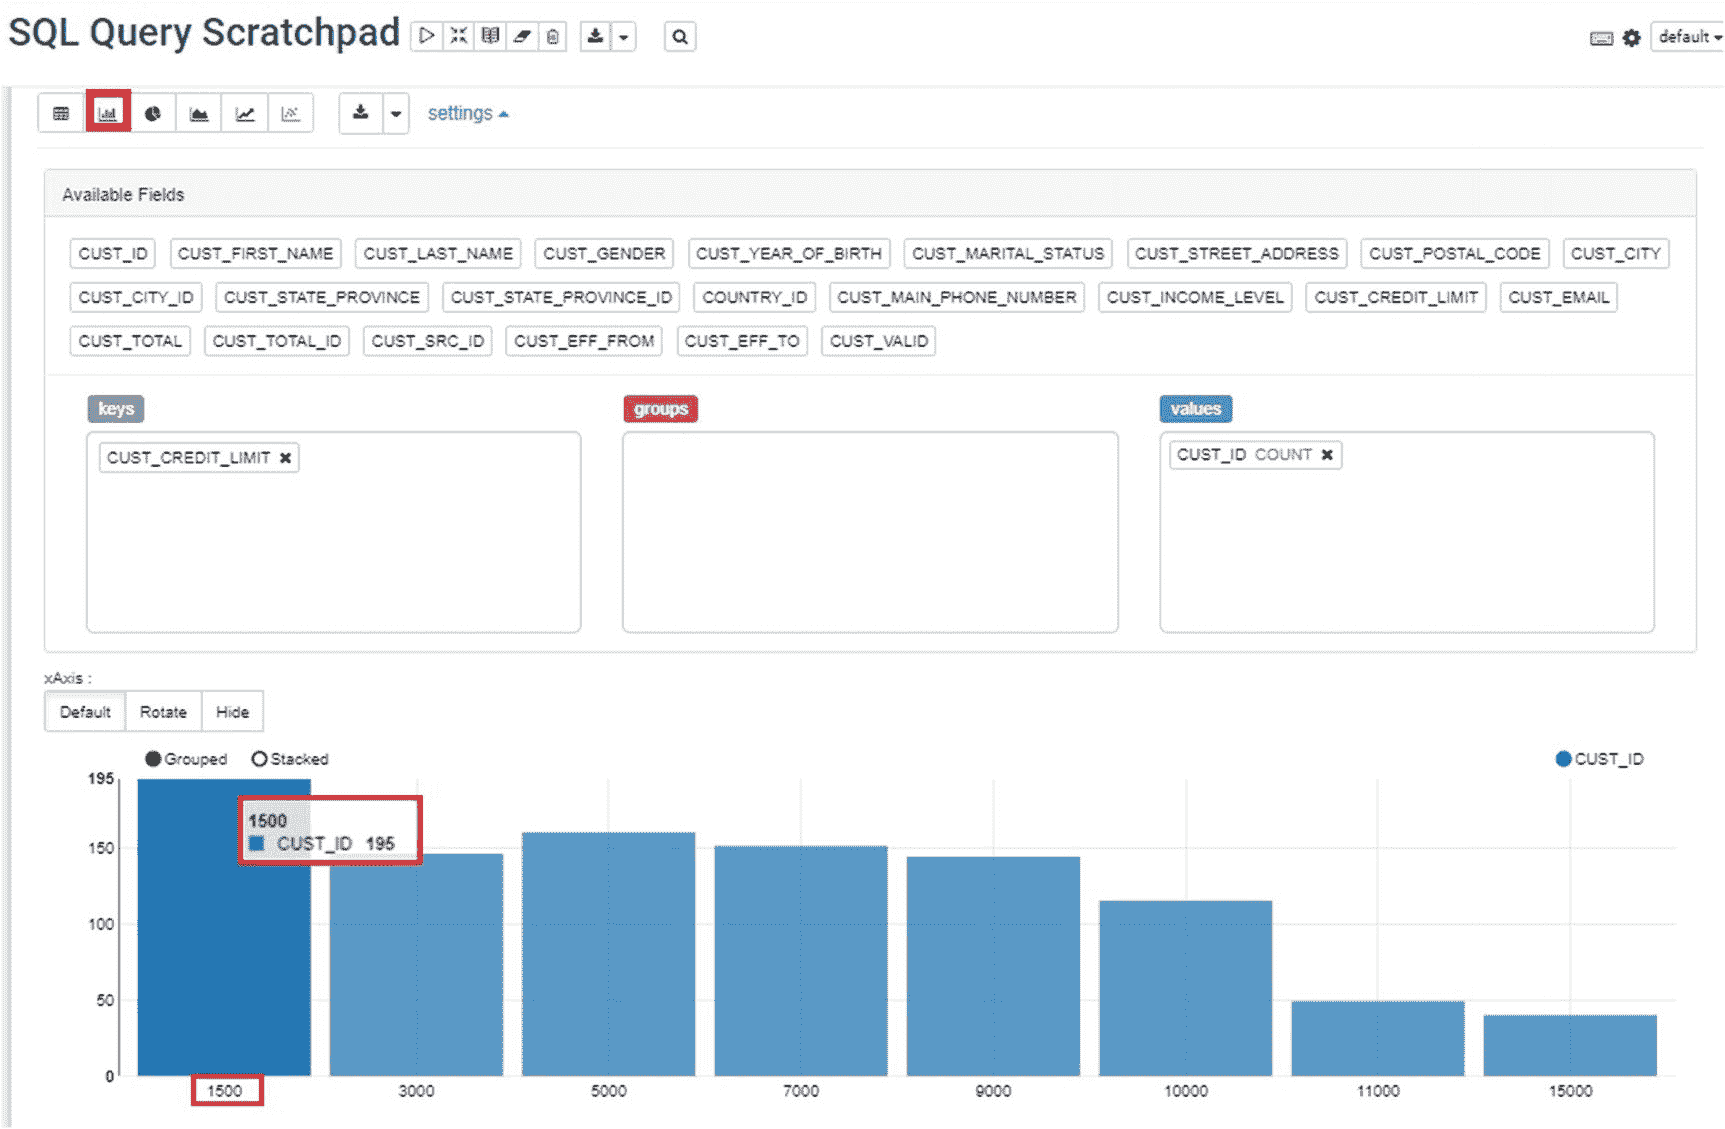 SQL Query Scratchpad
default
settings
Available Fields
CUST_ID CUST_FIRST_NAME CUST_LAST_NAME CUST_GENDER CUST_YEAR_OF_BIRTH CUST_MARITAL_STATUS CUST_STREET_ADDRESS CUST_POSTAL_CODE CUST_CITY
CUST_CITY_ID CUST_STATE_PROVINCE CUST_STATE_PROVINCE_ID COUNTRY_ID CUST_MAIN_PHONE_NUMBER CUST_INCOME_LEVEL CUST_CREDIT_LIMIT CUST_EMAIL
CUST_TOTAL CUST_TOTAL_ID CUST_SRC_ID CUST_EFF_FROM CUST_EFF_TO CUST_VALID
keys groups values
CUST_CREDIT_LIMIT ✖
CUST_ID COUNT ✖
xAxis :
Default Rotate Hide
Grouped Stacked CUST_ID
195
1500
CUST_ID 195
150
100
50
0
1500 3000 5000 7000 9000 10000 11000 15000